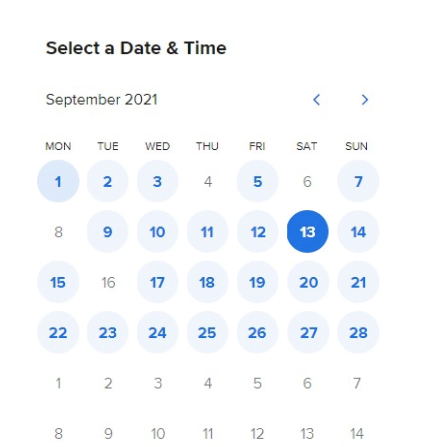 Select a Date & Time
September 2021
MON TUE WED THU FRI SAT SUN
1 2 3 4 5 6 7
8 9 10 11 12 13 14
15 16 17 18 19 20 21
22 23 24 25 26 27 28
1 2 3 4 5 6 7
8 9 10 11 12 13 14